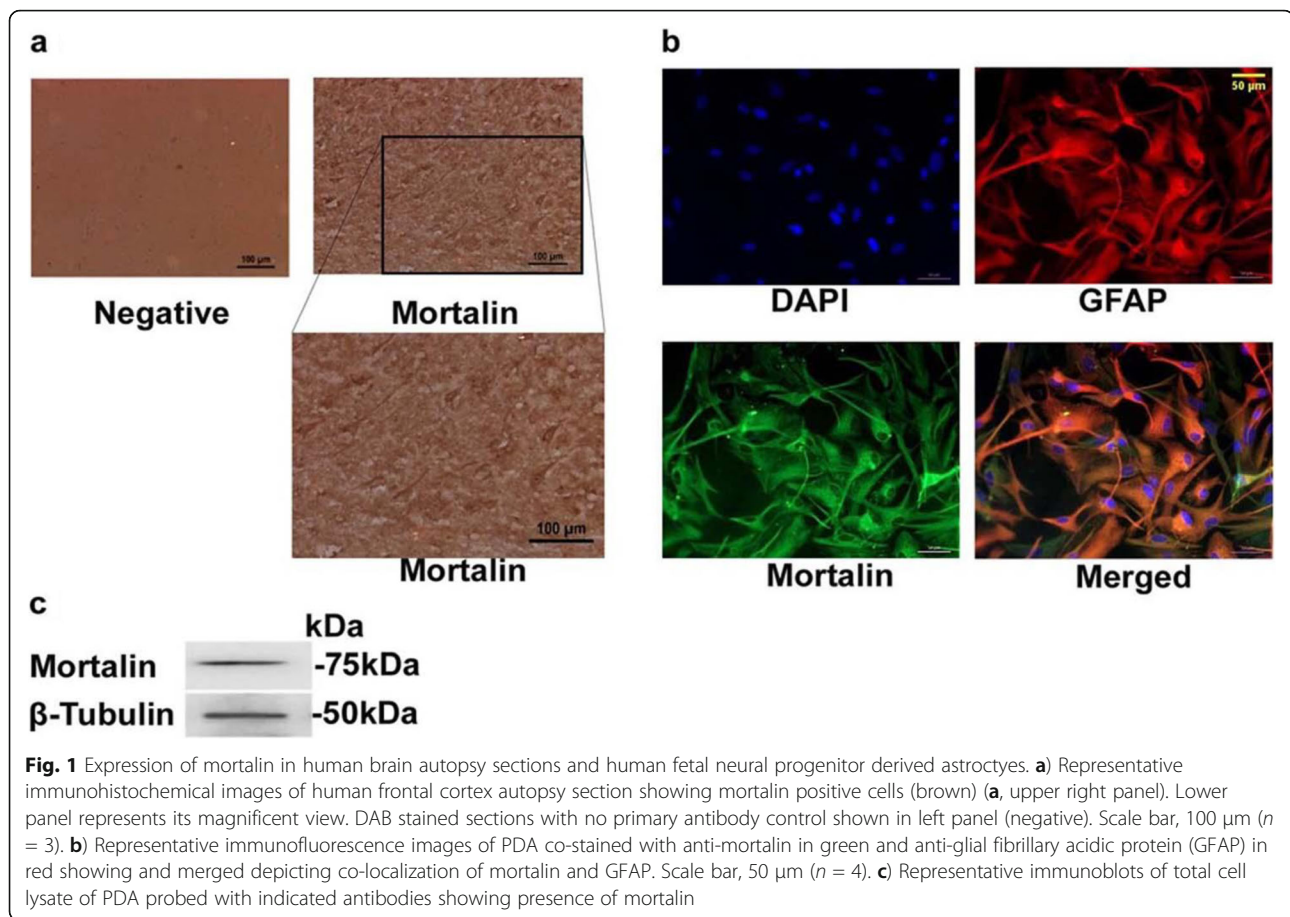 a
b
100 µm
100 µm
50 µm
Negative
Mortalin
DAPI
GFAP
100 µm
Mortalin
Mortalin
Merged
c
kDa
Mortalin
-75kDa
β-Tubulin
-50kDa
Fig. 1 Expression of mortalin in human brain autopsy sections and human fetal neural progenitor derived astroctyes. a) Representative
immunohistochemical images of human frontal cortex autopsy section showing mortalin positive cells (brown) (a, upper right panel). Lower
panel represents its magnificent view. DAB stained sections with no primary antibody control shown in left panel (negative). Scale bar, 100 μm (n
= 3). b) Representative immunofluorescence images of PDA co-stained with anti-mortalin in green and anti-glial fibrillary acidic protein (GFAP) in
red showing and merged depicting co-localization of mortalin and GFAP. Scale bar, 50 μm (n = 4). c) Representative immunoblots of total cell
lysate of PDA probed with indicated antibodies showing presence of mortalin